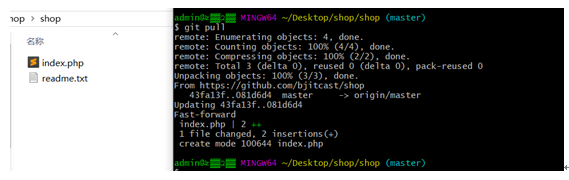 hop › shop
名称
index.php
readme.txt
MINGW64 ~/Desktop/shop/shop (master)
$ git pull
remote: Enumerating objects: 4, done.
remote: Counting objects: 100% (4/4), done.
remote: Compressing objects: 100% (2/2), done.
remote: Total 3 (delta 0), reused 0 (delta 0), pack-reused 0
Unpacking objects: 100% (3/3), done.
From https://github.com/bjitcast/shop
43fa13f..081d6d4 master -> origin/master
Updating 43fa13f..081d6d4
Fast-forward
index.php | 2 ++
1 file changed, 2 insertions(+)
create mode 100644 index.php
MINGW64 ~/Desktop/shop/shop (master)